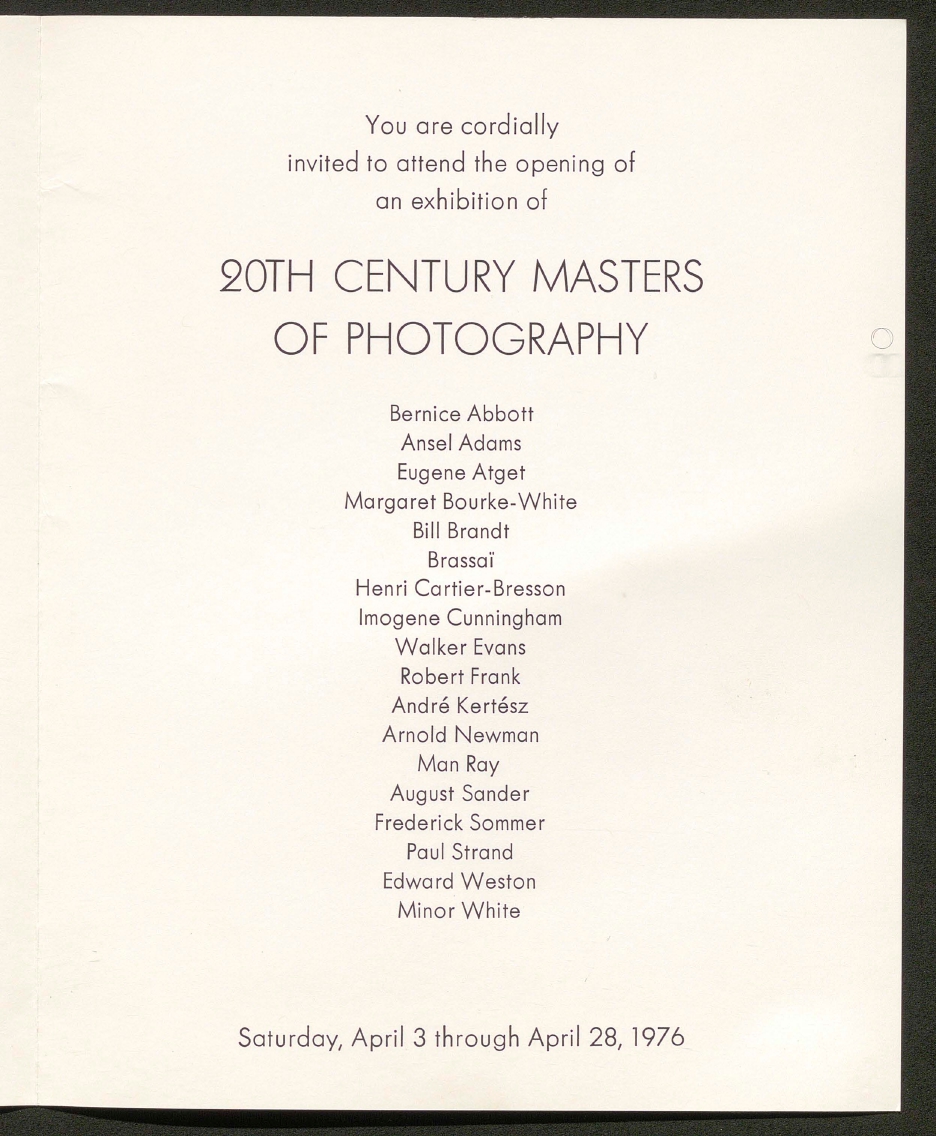 You are cordially
invited to attend the opening of
an exhibition of
20TH CENTURY MASTERS
OF PHOTOGRAPHY
Bernice Abbott
Ansel Adams
Eugene Atget
Margaret Bourke-White
Bill Brandt
Brassaï
Henri Cartier-Bresson
Imogene Cunningham
Walker Evans
Robert Frank
André Kertész
Arnold Newman
Man Ray
August Sander
Frederick Sommer
Paul Strand
Edward Weston
Minor White
Saturday, April 3 through April 28, 1976